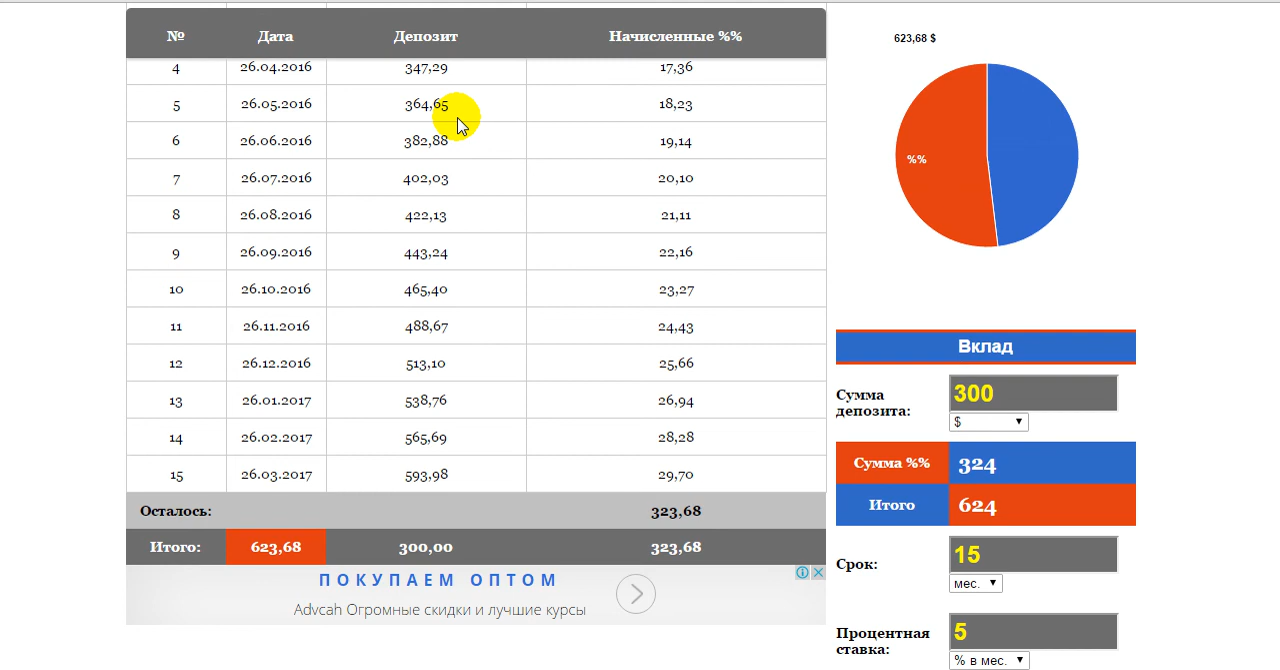 № Дата Депозит Начисленные %%
4 26.04.2016 347,29 17,36
5 26.05.2016 364,65 18,23
6 26.06.2016 382,88 19,14
7 26.07.2016 402,03 20,10
8 26.08.2016 422,13 21,11
9 26.09.2016 443,24 22,16
10 26.10.2016 465,40 23,27
11 26.11.2016 488,67 24,43
12 26.12.2016 513,10 25,66
13 26.01.2017 538,76 26,94
14 26.02.2017 565,69 28,28
15 26.03.2017 593,98 29,70
Осталось: 323,68
Итого: 623,68 300,00 323,68
ПОКУПАЕМ ОПТОМ
Advcah Огромные скидки и лучшие курсы
623,68 $
%%
Вклад
Сумма
депозита:
300
$
Сумма %% 324
Итого 624
Срок:
15
мес.
Процентная
ставка:
5
% в мес.